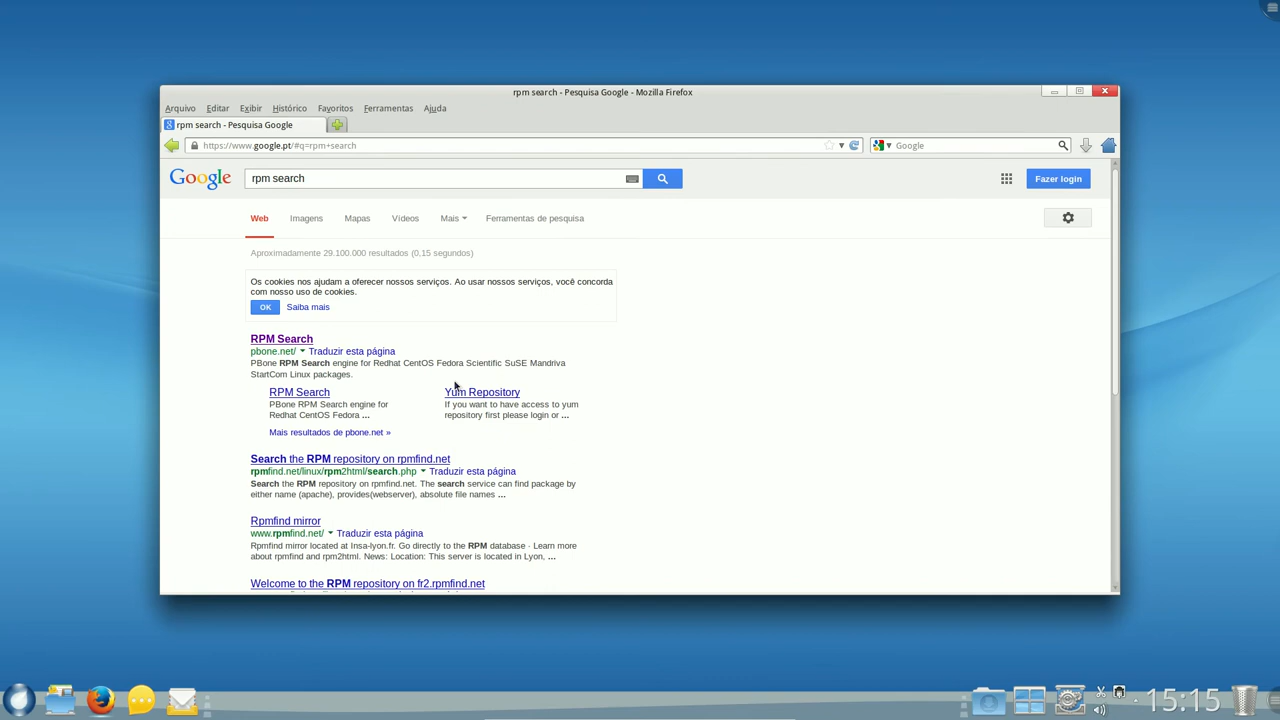 rpm search - Pesquisa Google - Mozilla Firefox
Arquivo Editar Exibir Histórico Favoritos Ferramentas Ajuda
rpm search - Pesquisa Google
https://www.google.pt/#q=rpm+search
Google
Google
rpm search
Fazer login
Web Imagens Mapas Vídeos Mais Ferramentas de pesquisa
Aproximadamente 29.100.000 resultados (0,15 segundos)
Os cookies nos ajudam a oferecer nossos serviços. Ao usar nossos serviços, você concorda
com nosso uso de cookies.
OK Saiba mais
RPM Search
pbone.net/ Traduzir esta página
PBone RPM Search engine for Redhat CentOS Fedora Scientific SuSE Mandriva
StartCom Linux packages.
RPM Search
PBone RPM Search engine for
Redhat CentOS Fedora ...
Yum Repository
If you want to have access to yum
repository first please login or ...
Mais resultados de pbone.net »
Search the RPM repository on rpmfind.net
rpmfind.net/linux/rpm2html/search.php Traduzir esta página
Search the RPM repository on rpmfind.net. The search service can find package by
either name (apache), provides(webserver), absolute file names ...
Rpmfind mirror
www.rpmfind.net/ Traduzir esta página
Rpmfind mirror located at Insa-lyon.fr. Go directly to the RPM database · Learn more
about rpmfind and rpm2html. News: Location: This server is located in Lyon, ...
Welcome to the RPM repository on fr2.rpmfind.net
15:15